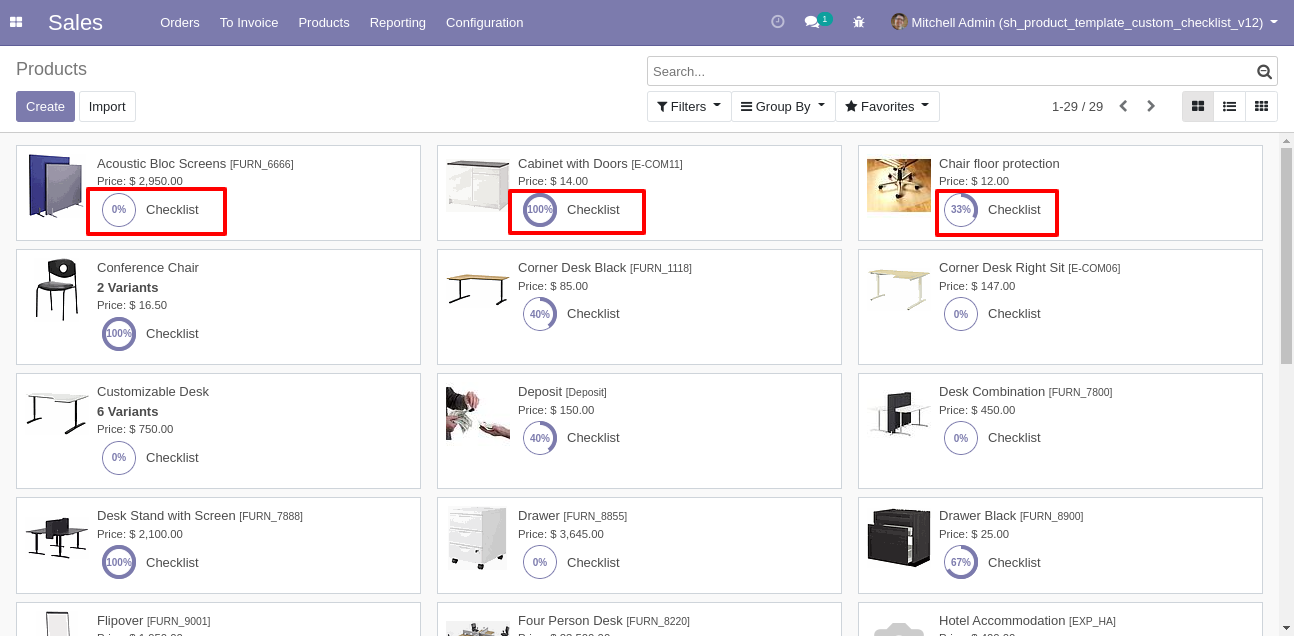 Sales Orders To Invoice Products Reporting Configuration 1 Mitchell Admin (sh_product_template_custom_checklist_v12)
Products
Search...
Create Import
Filters Group By Favorites 1-29 / 29
Acoustic Bloc Screens [FURN_6666]
Price: $ 2,950.00
0% Checklist
Cabinet with Doors [E-COM11]
Price: $ 14.00
100% Checklist
Chair floor protection
Price: $ 12.00
33% Checklist
Conference Chair
2 Variants
Price: $ 16.50
100% Checklist
Corner Desk Black [FURN_1118]
Price: $ 85.00
40% Checklist
Corner Desk Right Sit [E-COM06]
Price: $ 147.00
0% Checklist
Customizable Desk
6 Variants
Price: $ 750.00
0% Checklist
Deposit [Deposit]
Price: $ 150.00
40% Checklist
Desk Combination [FURN_7800]
Price: $ 450.00
0% Checklist
Desk Stand with Screen [FURN_7888]
Price: $ 2,100.00
100% Checklist
Drawer [FURN_8855]
Price: $ 3,645.00
0% Checklist
Drawer Black [FURN_8900]
Price: $ 25.00
67% Checklist
Flipover [FURN_9001]
Four Person Desk [FURN_8220]
Hotel Accommodation [EXP_HA]